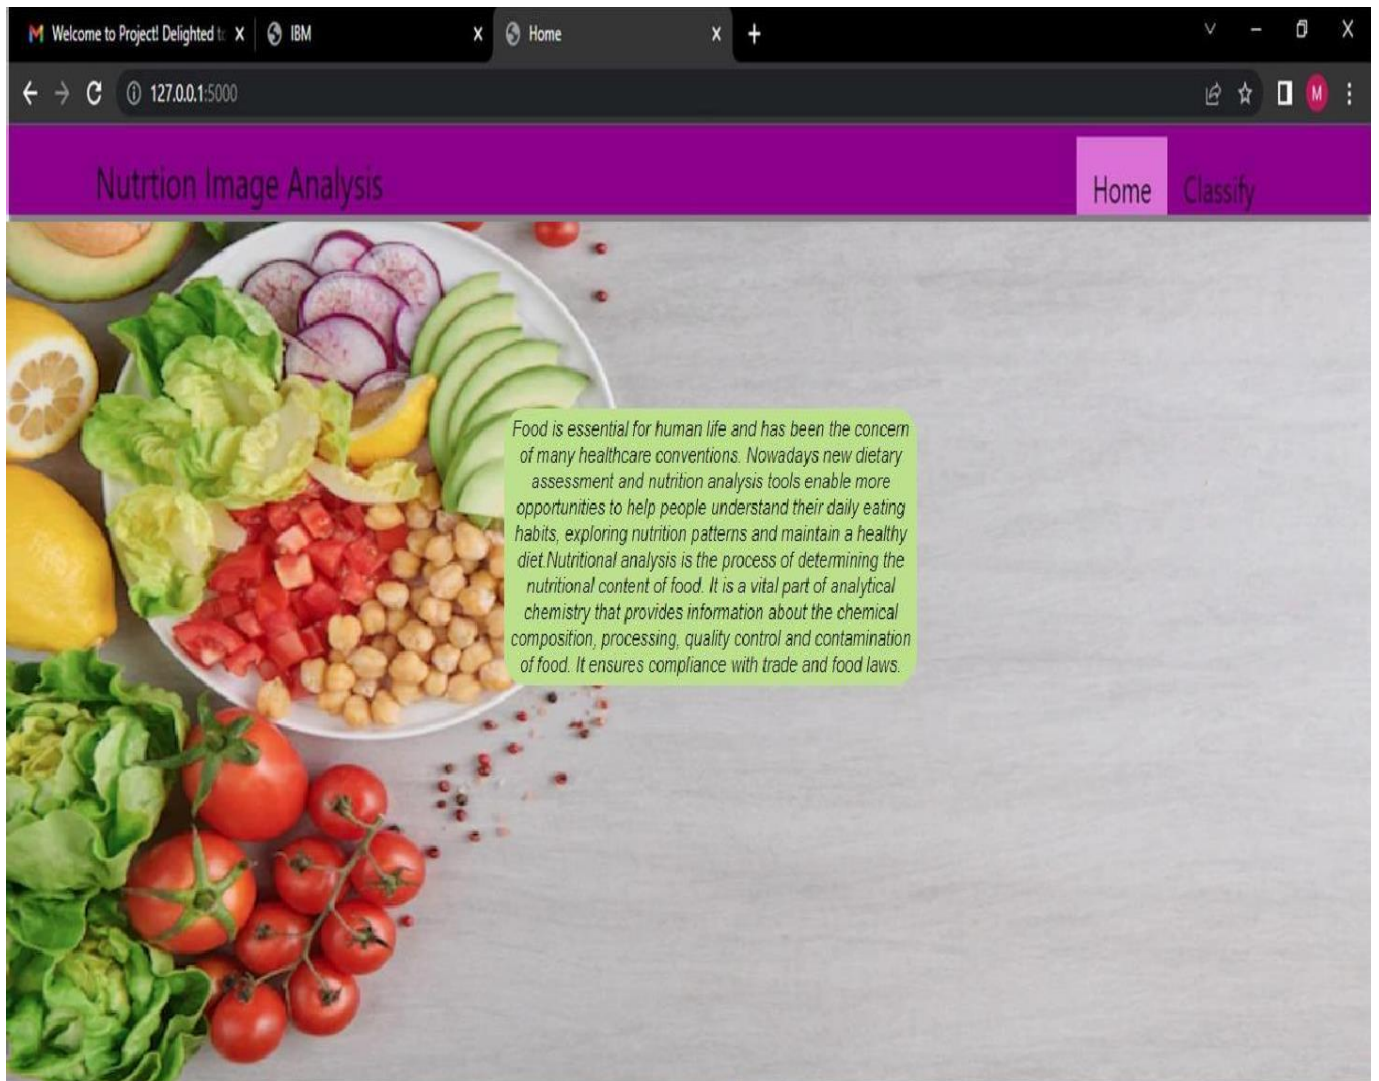 Welcome to Project! Delighted t
IBM
Home
127.0.0.1:5000
M
Nutrtion Image Analysis
Home
Classify
Food is essential for human life and has been the concern
of many healthcare conventions. Nowadays new dietary
assessment and nutrition analysis tools enable more
opportunities to help people understand their daily eating
habits, exploring nutrition patterns and maintain a healthy
diet.Nutritional analysis is the process of determining the
nutritional content of food. It is a vital part of analytical
chemistry that provides information about the chemical
composition, processing, quality control and contamination
of food. It ensures compliance with trade and food laws.